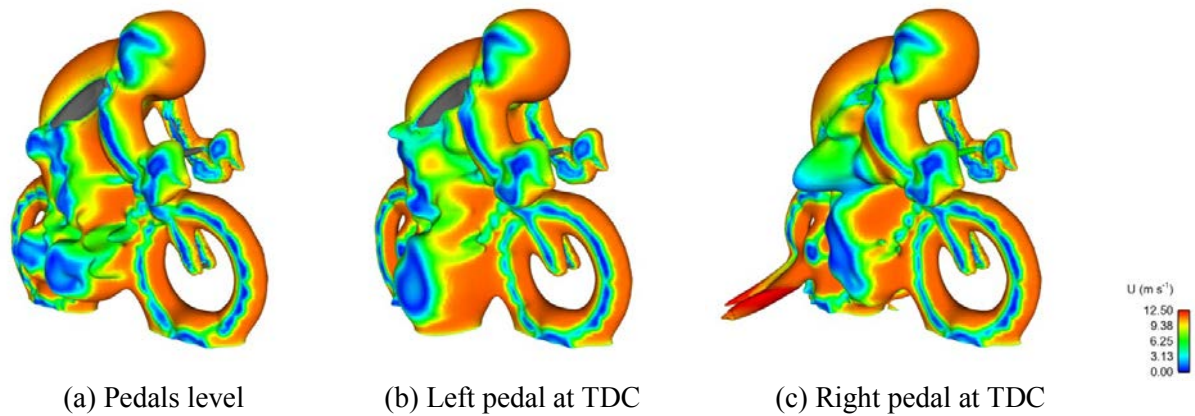 U (m s⁻¹)
12.50
9.38
6.25
3.13
0.00
(a) Pedals level (b) Left pedal at TDC (c) Right pedal at TDC